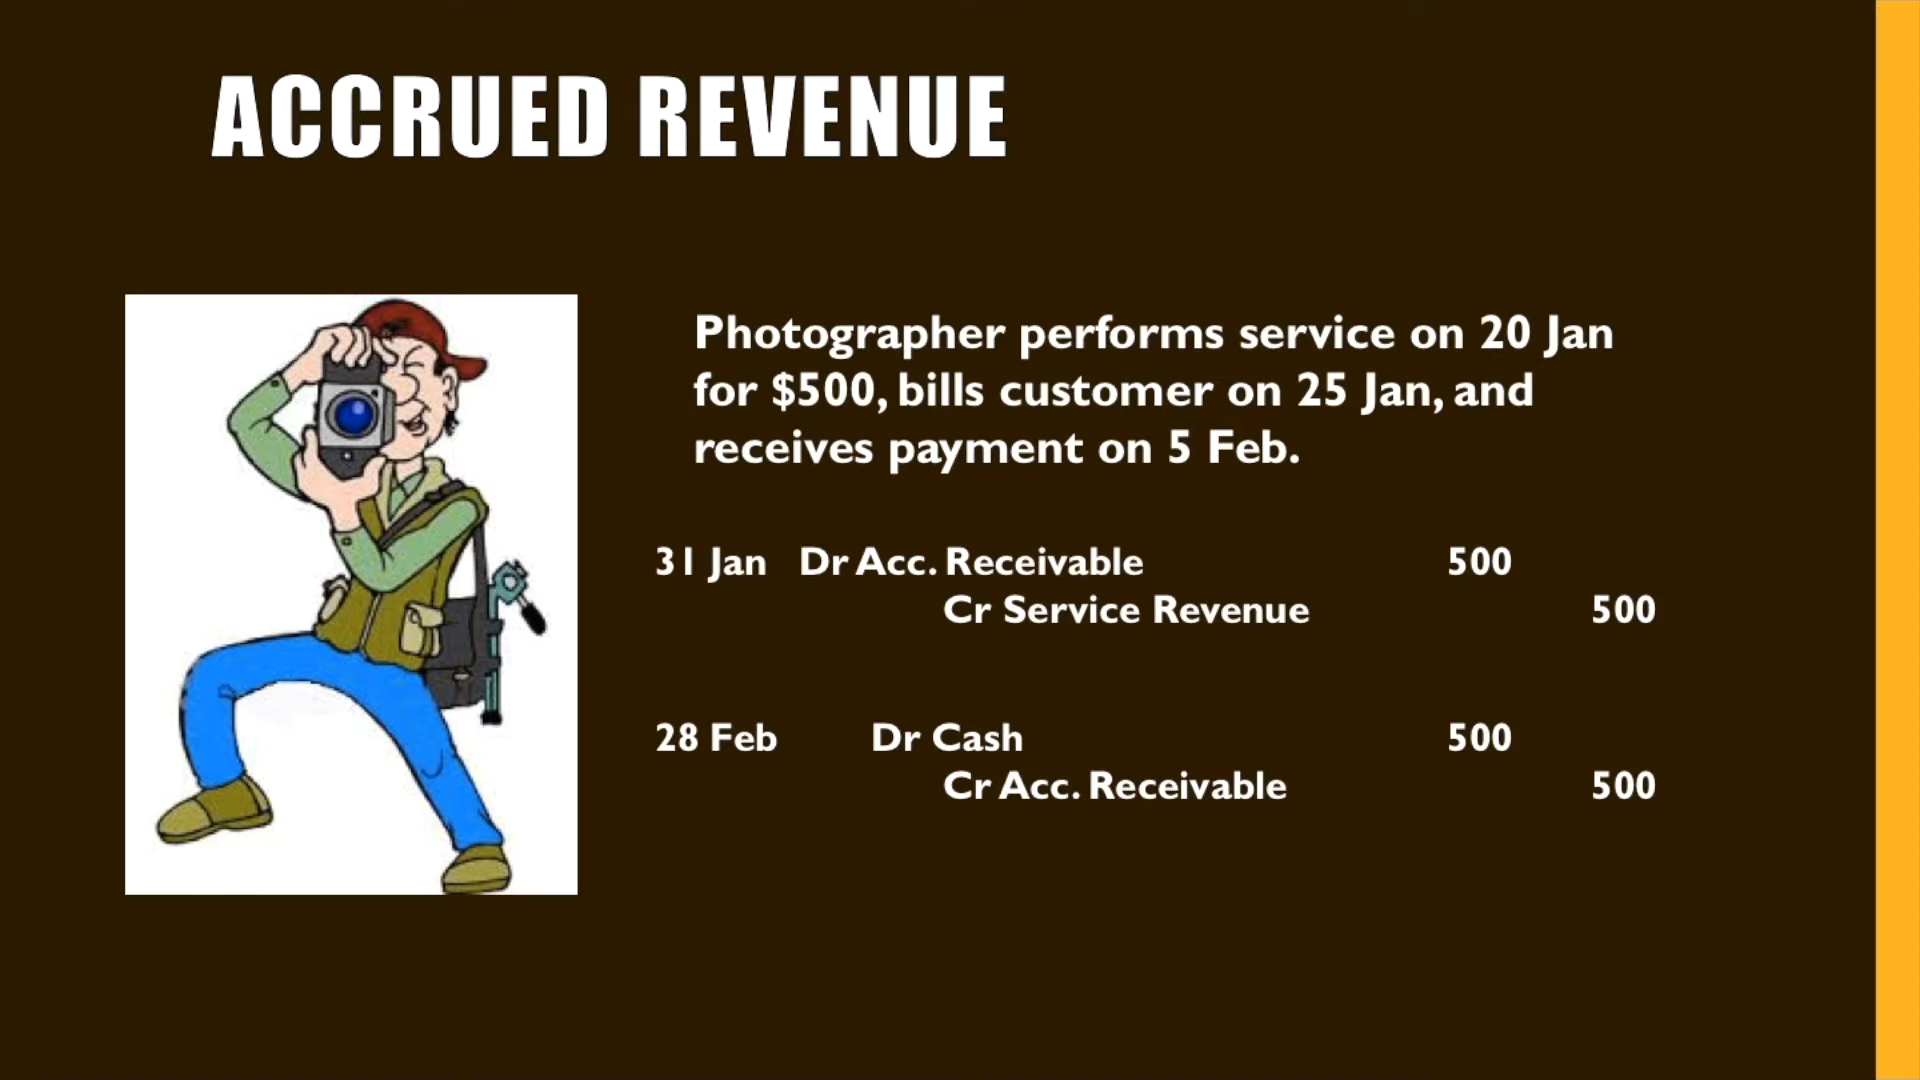 ACCRUED REVENUE
Photographer performs service on 20 Jan
for $500, bills customer on 25 Jan, and
receives payment on 5 Feb.
31 Jan Dr Acc. Receivable 500
Cr Service Revenue 500
28 Feb Dr Cash 500
Cr Acc. Receivable 500